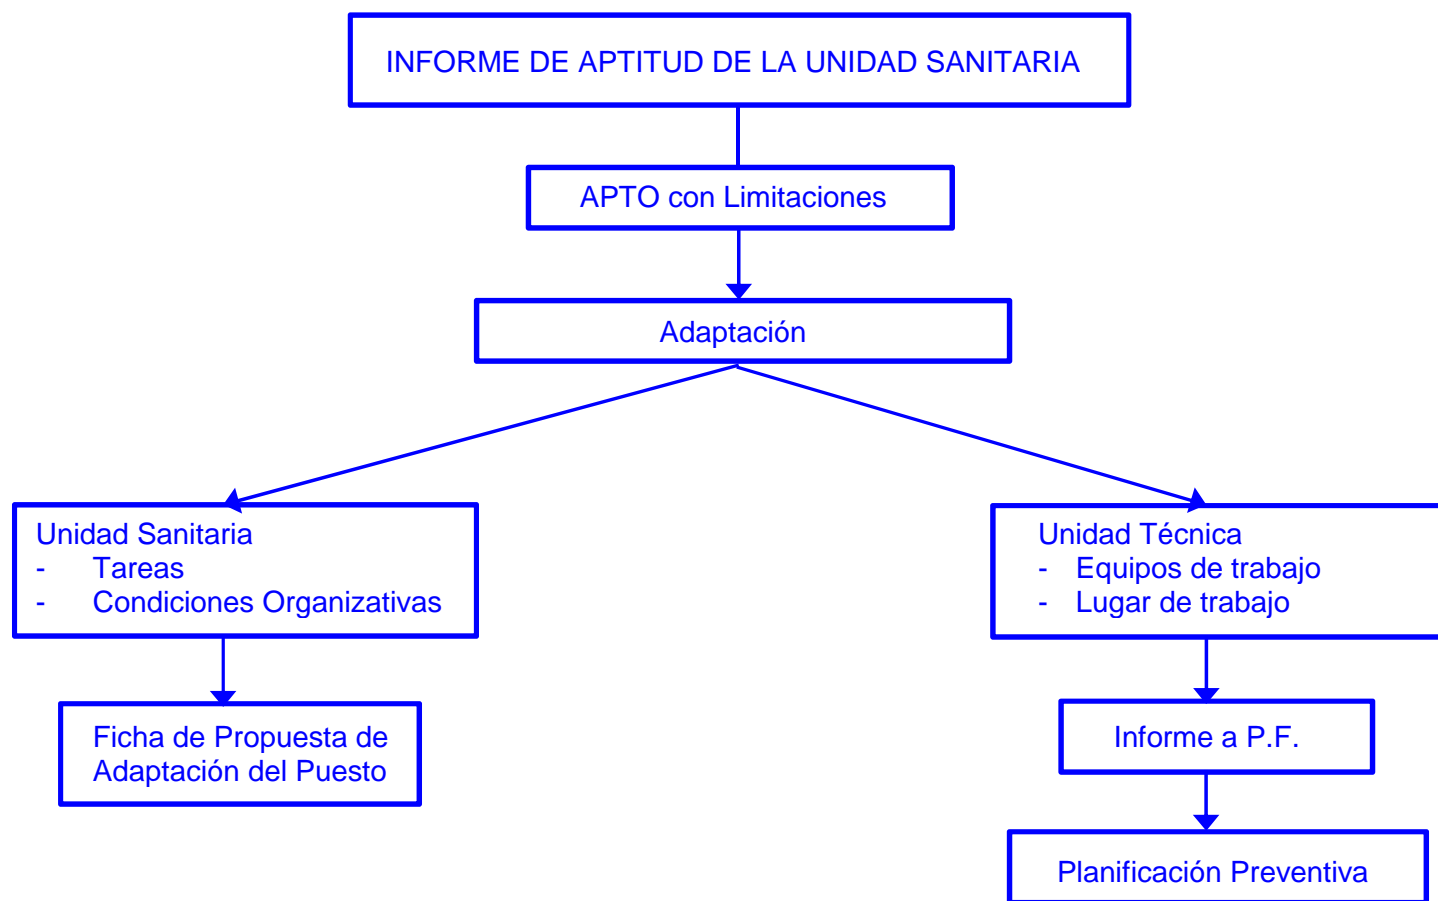 INFORME DE APTITUD DE LA UNIDAD SANITARIA
APTO con Limitaciones
Adaptación
Unidad Sanitaria
- Tareas
- Condiciones Organizativas
Unidad Técnica
- Equipos de trabajo
- Lugar de trabajo
Ficha de Propuesta de
Adaptación del Puesto
Informe a P.F.
Planificación Preventiva